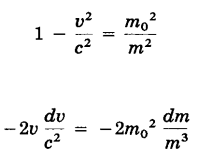 1 − v²/c² = m₀²/m²
−2v dv/c² = −2m₀² dm/m³